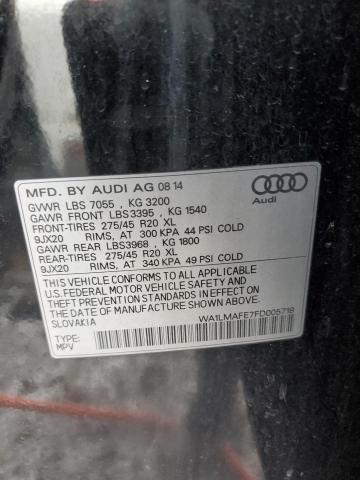 MFD. BY AUDI AG 08 14
GVWR LBS 7055 , KG 3200
GAWR FRONT LBS3395 , KG 1540
FRONT-TIRES 275/45 R20 XL
9JX20 RIMS, AT 300 KPA 44 PSI COLD
GAWR REAR LBS3968 , KG 1800
REAR-TIRES 275/45 R20 XL
9JX20 RIMS, AT 340 KPA 49 PSI COLD
Audi
THIS VEHICLE CONFORMS TO ALL APPLICABLE
U.S. FEDERAL MOTOR VEHICLE SAFETY AND
THEFT PREVENTION STANDARDS IN EFFECT ON
THE DATE OF MANUFACTURE SHOWN ABOVE.
SLOVAKIA
TYPE: WA1LMAFE7FD005718
MPV